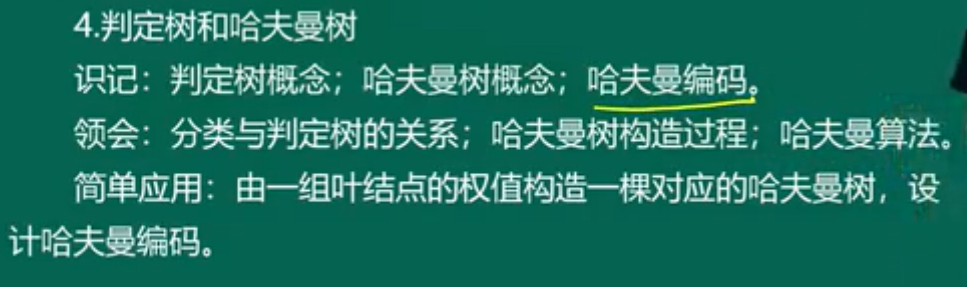 4.判定树和哈夫曼树
识记：判定树概念；哈夫曼树概念；哈夫曼编码。
领会：分类与判定树的关系；哈夫曼树构造过程；哈夫曼算法。
简单应用：由一组叶结点的权值构造一棵对应的哈夫曼树，设
计哈夫曼编码。